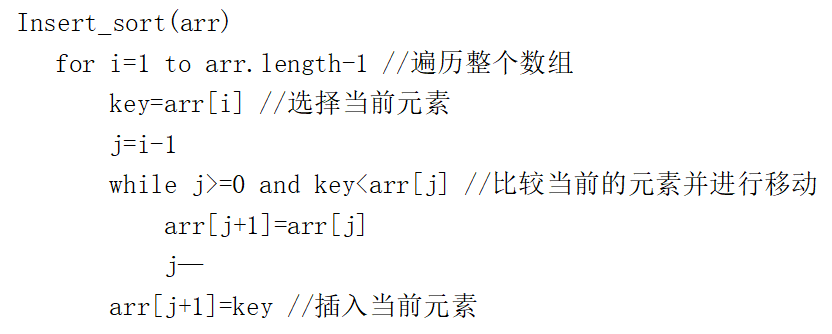 Insert_sort(arr)
for i=1 to arr.length-1 //遍历整个数组
key=arr[i] //选择当前元素
j=i-1
while j>=0 and key<arr[j] //比较当前的元素并进行移动
arr[j+1]=arr[j]
j—
arr[j+1]=key //插入当前元素